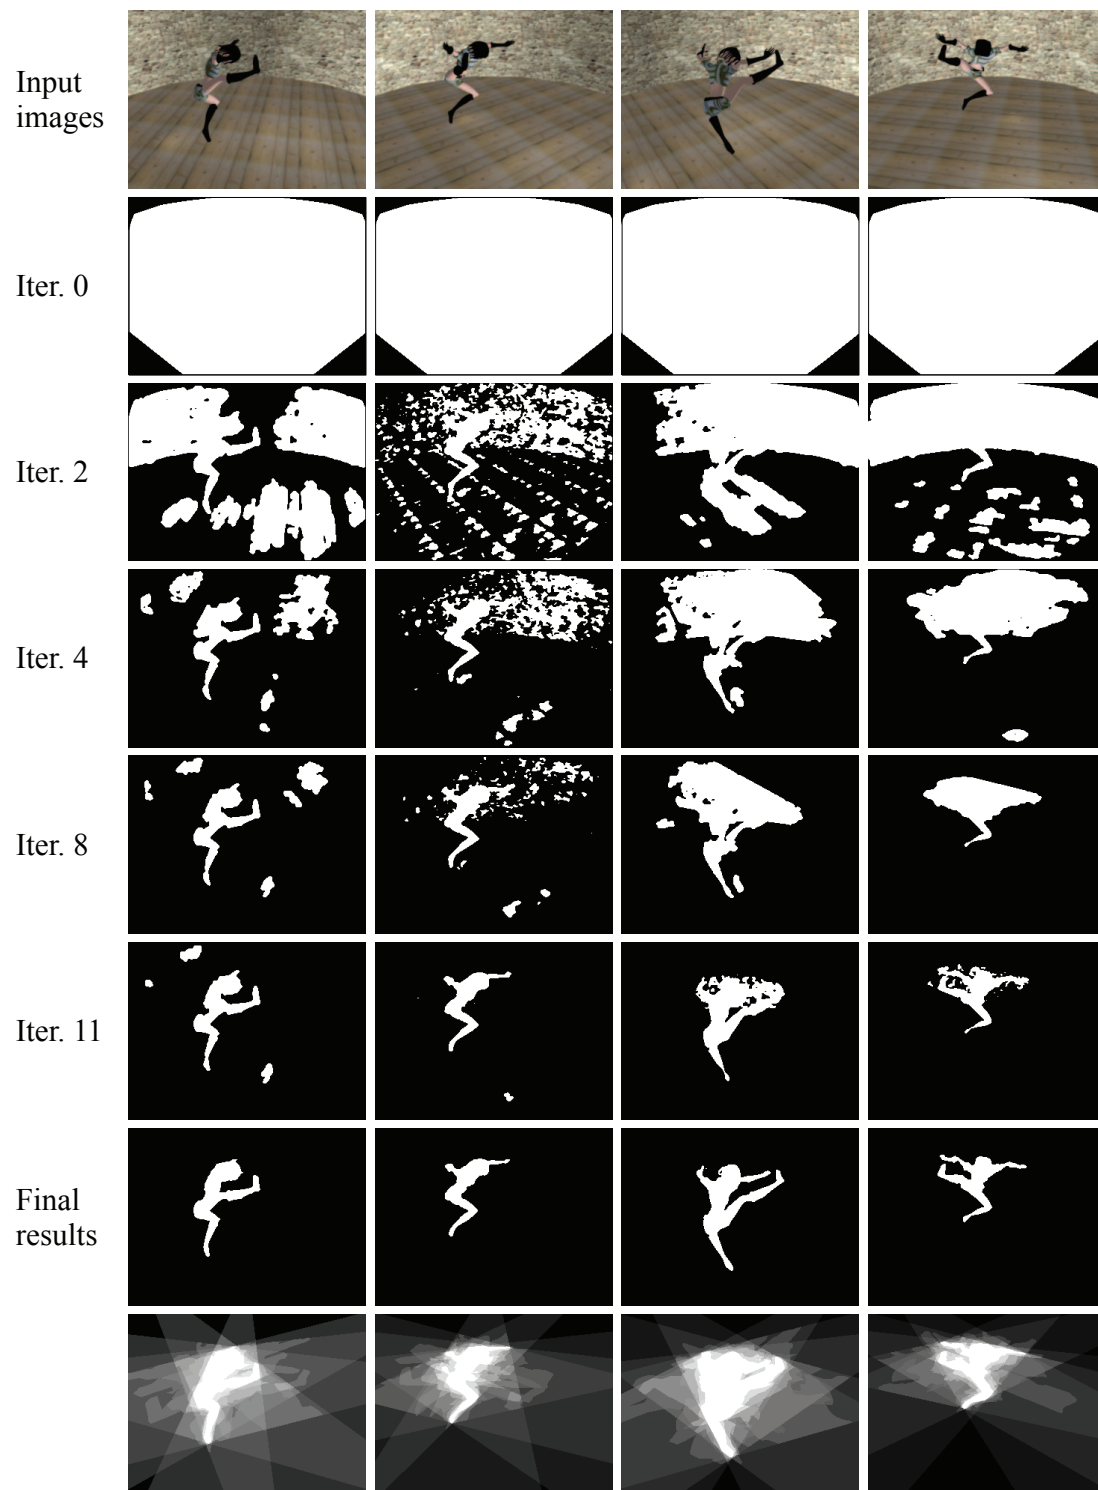 Input
images
Iter. 0
Iter. 2
Iter. 4
Iter. 8
Iter. 11
Final
results